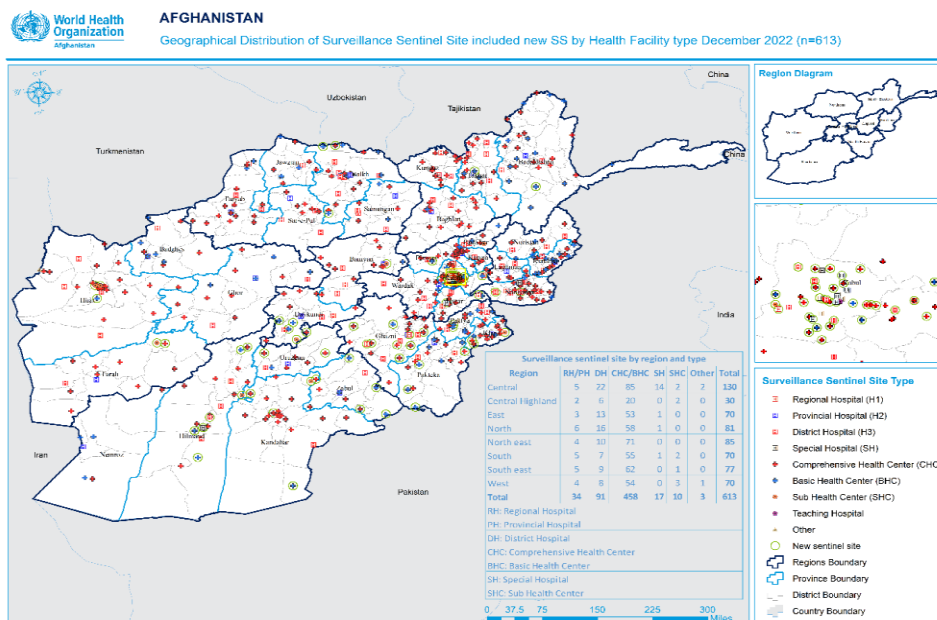 World Health
Organization
Afghanistan
AFGHANISTAN
Geographical Distribution of Surveillance Sentinel Site included new SS by Health Facility type December 2022 (n=613)
China
Uzbokistan
Tajikistan
Turkmenistan
China
Jawzjan
Balkh
Kunduz
Badakhshan
Faryab
Sar-e-Pul
Samangan
Baghlan
Badghis
Bamyan
Nuristan
Wardak
Hirat
Ghor
Ghazni
Uruzgan
Paktika
Farah
Zabul
Hilmand
Kandahar
Nimroz
Iran
Pakistan
India
Surveillance sentinel site by region and type
Region RH/PH DH CHC/BHC SH SHC Other Total
Central 5 22 85 14 2 2 130
Central Highland 2 6 20 0 2 0 30
East 3 13 53 1 0 0 70
North 6 16 58 1 0 0 81
North east 4 10 71 0 0 0 85
South 5 7 55 1 2 0 70
South east 5 9 62 0 1 0 77
West 4 8 54 0 3 1 70
Total 34 91 458 17 10 3 613
RH: Regional Hospital
PH: Provincial Hospital
DH: District Hospital
CHC: Comprehensive Health Center
BHC: Basic Health Center
SH: Special Hospital
SHC: Sub Health Center
0 37.5 75 150 225 300
Miles
Region Diagram
Kabul
Surveillance Sentinel Site Type
Regional Hospital (H1)
Provincial Hospital (H2)
District Hospital (H3)
Special Hospital (SH)
Comprehensive Health Center (CHC)
Basic Health Center (BHC)
Sub Health Center (SHC)
Teaching Hospital
Other
New sentinel site
Regions Boundary
Province Boundary
District Boundary
Country Boundary